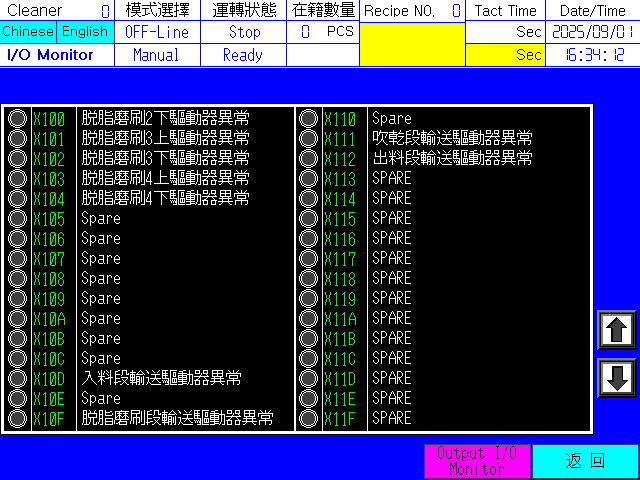 Cleaner 0 模式選擇 運轉狀態 在籍數量 Recipe NO. 0 Tact Time Date/Time
Chinese English OFF-Line Stop 0 PCS Sec 2025/09/01
I/O Monitor Manual Ready Sec 16:34:12
X100 脱脂磨刷2下驅動器異常 X110 Spare
X101 脱脂磨刷3上驅動器異常 X111 吹乾段輸送驅動器異常
X102 脱脂磨刷3下驅動器異常 X112 出料段輸送驅動器異常
X103 脱脂磨刷4上驅動器異常 X113 SPARE
X104 脱脂磨刷4下驅動器異常 X114 SPARE
X105 Spare X115 SPARE
X106 Spare X116 SPARE
X107 Spare X117 SPARE
X108 Spare X118 SPARE
X109 Spare X119 SPARE
X10A Spare X11A SPARE
X10B Spare X11B SPARE
X10C Spare X11C SPARE
X10D 入料段輸送驅動器異常 X11D SPARE
X10E Spare X11E SPARE
X10F 脱脂磨刷段輸送驅動器異常 X11F SPARE
Output I/O
Monitor
返 回